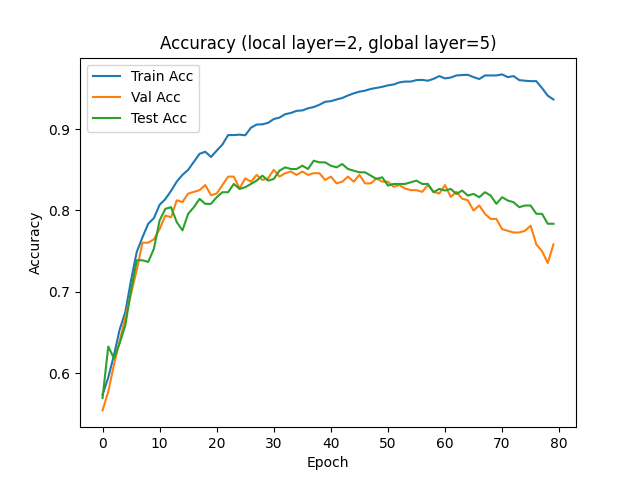 Accuracy (local layer=2, global layer=5)
Train Acc
Val Acc
Test Acc
0.9
0.8
0.7
0.6
Accuracy
0 10 20 30 40 50 60 70 80
Epoch